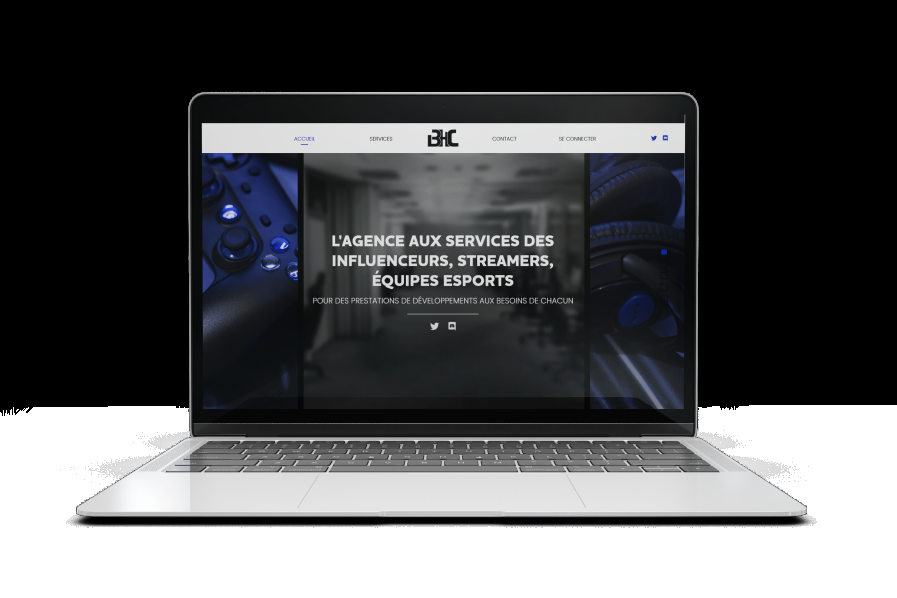 ACCUEIL
SERVICES
BHC
CONTACT
SE CONNECTER
L'AGENCE AUX SERVICES DES
INFLUENCEURS, STREAMERS,
ÉQUIPES ESPORTS
POUR DES PRESTATIONS DE DÉVELOPPEMENTS AUX BESOINS DE CHACUN